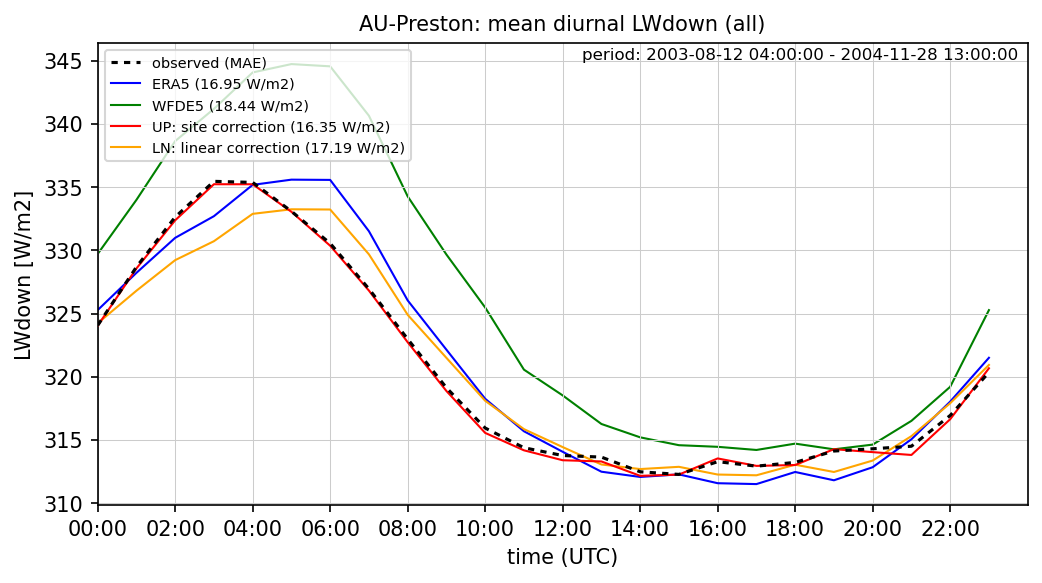 AU-Preston: mean diurnal LWdown (all)
period: 2003-08-12 04:00:00 - 2004-11-28 13:00:00
observed (MAE)
ERA5 (16.95 W/m2)
WFDE5 (18.44 W/m2)
UP: site correction (16.35 W/m2)
LN: linear correction (17.19 W/m2)
LWdown [W/m2]
345
340
335
330
325
320
315
310
00:00 02:00 04:00 06:00 08:00 10:00 12:00 14:00 16:00 18:00 20:00 22:00
time (UTC)